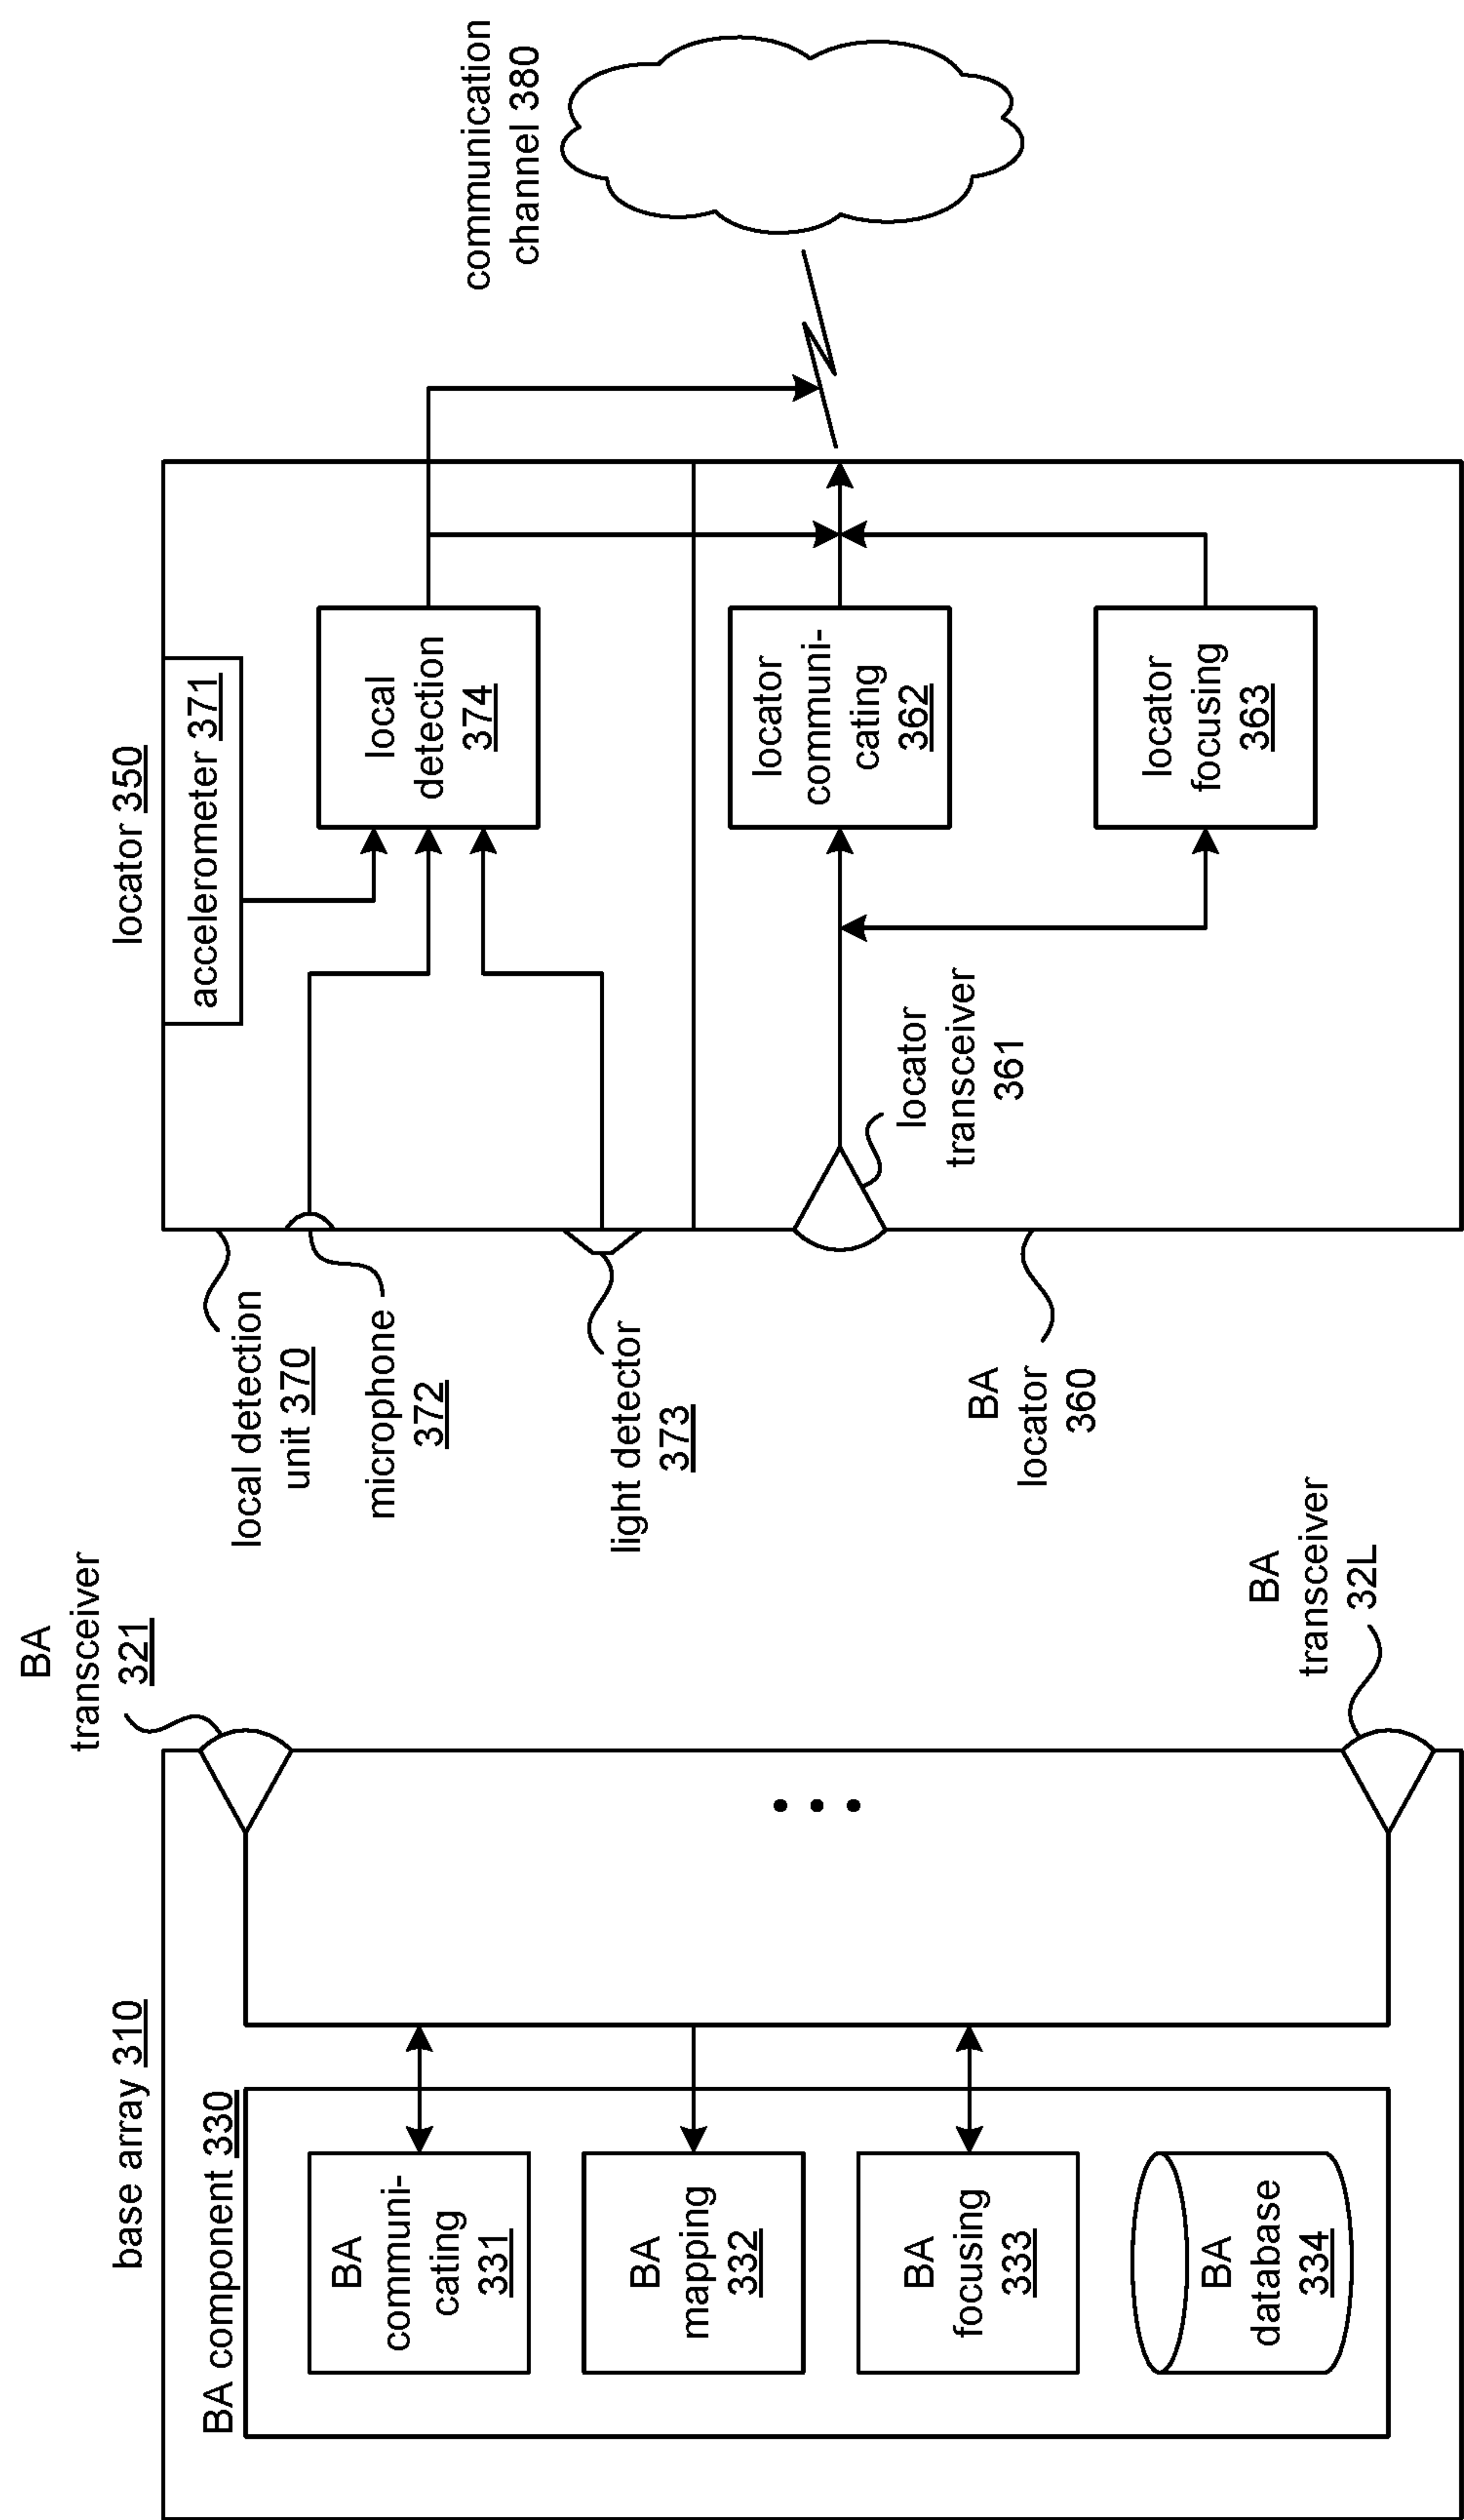 base array 310
BA component 330
BA
communi-
cating
331
BA
mapping
332
BA
focusing
333
BA
database
334
BA
transceiver
321
BA
transceiver
32L
locator 350
accelerometer 371
local detection
unit 370
microphone
372
light detector
373
local
detection
374
BA
locator
360
locator
transceiver
361
locator
communi-
cating
362
locator
focusing
363
communication
channel 380